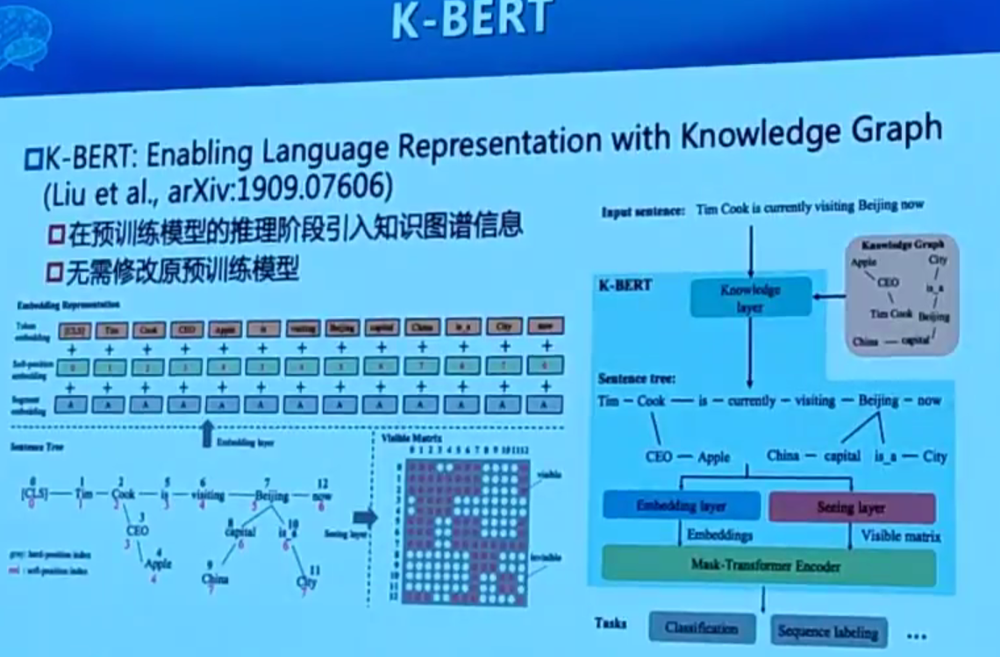 K-BERT
K-BERT: Enabling Language Representation with Knowledge Graph
(Liu et al., arXiv:1909.07606)
在预训练模型的推理阶段引入知识图谱信息
无需修改原预训练模型
Embedding Representation
Token embedding
[CLS] Tim Cook CEO Apple is visiting Beijing capital China is_a City now
+ + + + + + + + + + + + +
Soft-position embedding
+ + + + + + + + + + + + +
Segment embedding
A A A A A A A A A A A A A
Embedding layer
Sentence Tree
0 1 2 5 6 7 12
[CLS] Tim Cook is visiting Beijing now
0 1 2 3 4 5 6
3 8 10
CEO capital is_a
3 6 6
4 9 11
Apple China City
4 7 7
grey: hard-position index
red : soft-position index
Seeing layer
Visible Matrix
0 1 2 3 4 5 6 7 8 9 10 11 12
0
1
2
3
4
5
6
7
8
9
10
11
12
visible
invisible
Input sentence: Tim Cook is currently visiting Beijing now
K-BERT
Knowledge
layer
Knowledge Graph
Apple City
CEO is_a
Tim Cook Beijing
China — capital
Sentence tree:
Tim – Cook — is – currently – visiting – Beijing – now
CEO — Apple China – capital is_a – City
Embedding layer Seeing layer
Embeddings Visible matrix
Mask-Transformer Encoder
Tasks Classification Sequence labeling ...